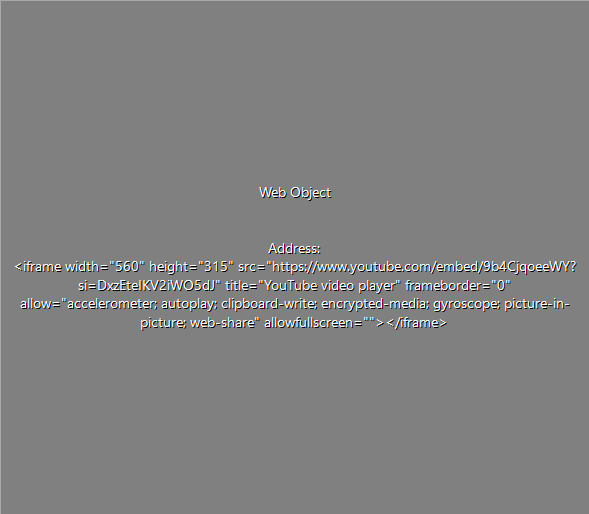 Web Object
Address:
<iframe width="560" height="315" src="https://www.youtube.com/embed/9b4CjqoeeWY?
si=DxzEtelKV2iWO5dJ" title="YouTube video player" frameborder="0"
allow="accelerometer; autoplay; clipboard-write; encrypted-media; gyroscope; picture-in-
picture; web-share" allowfullscreen=""></iframe>